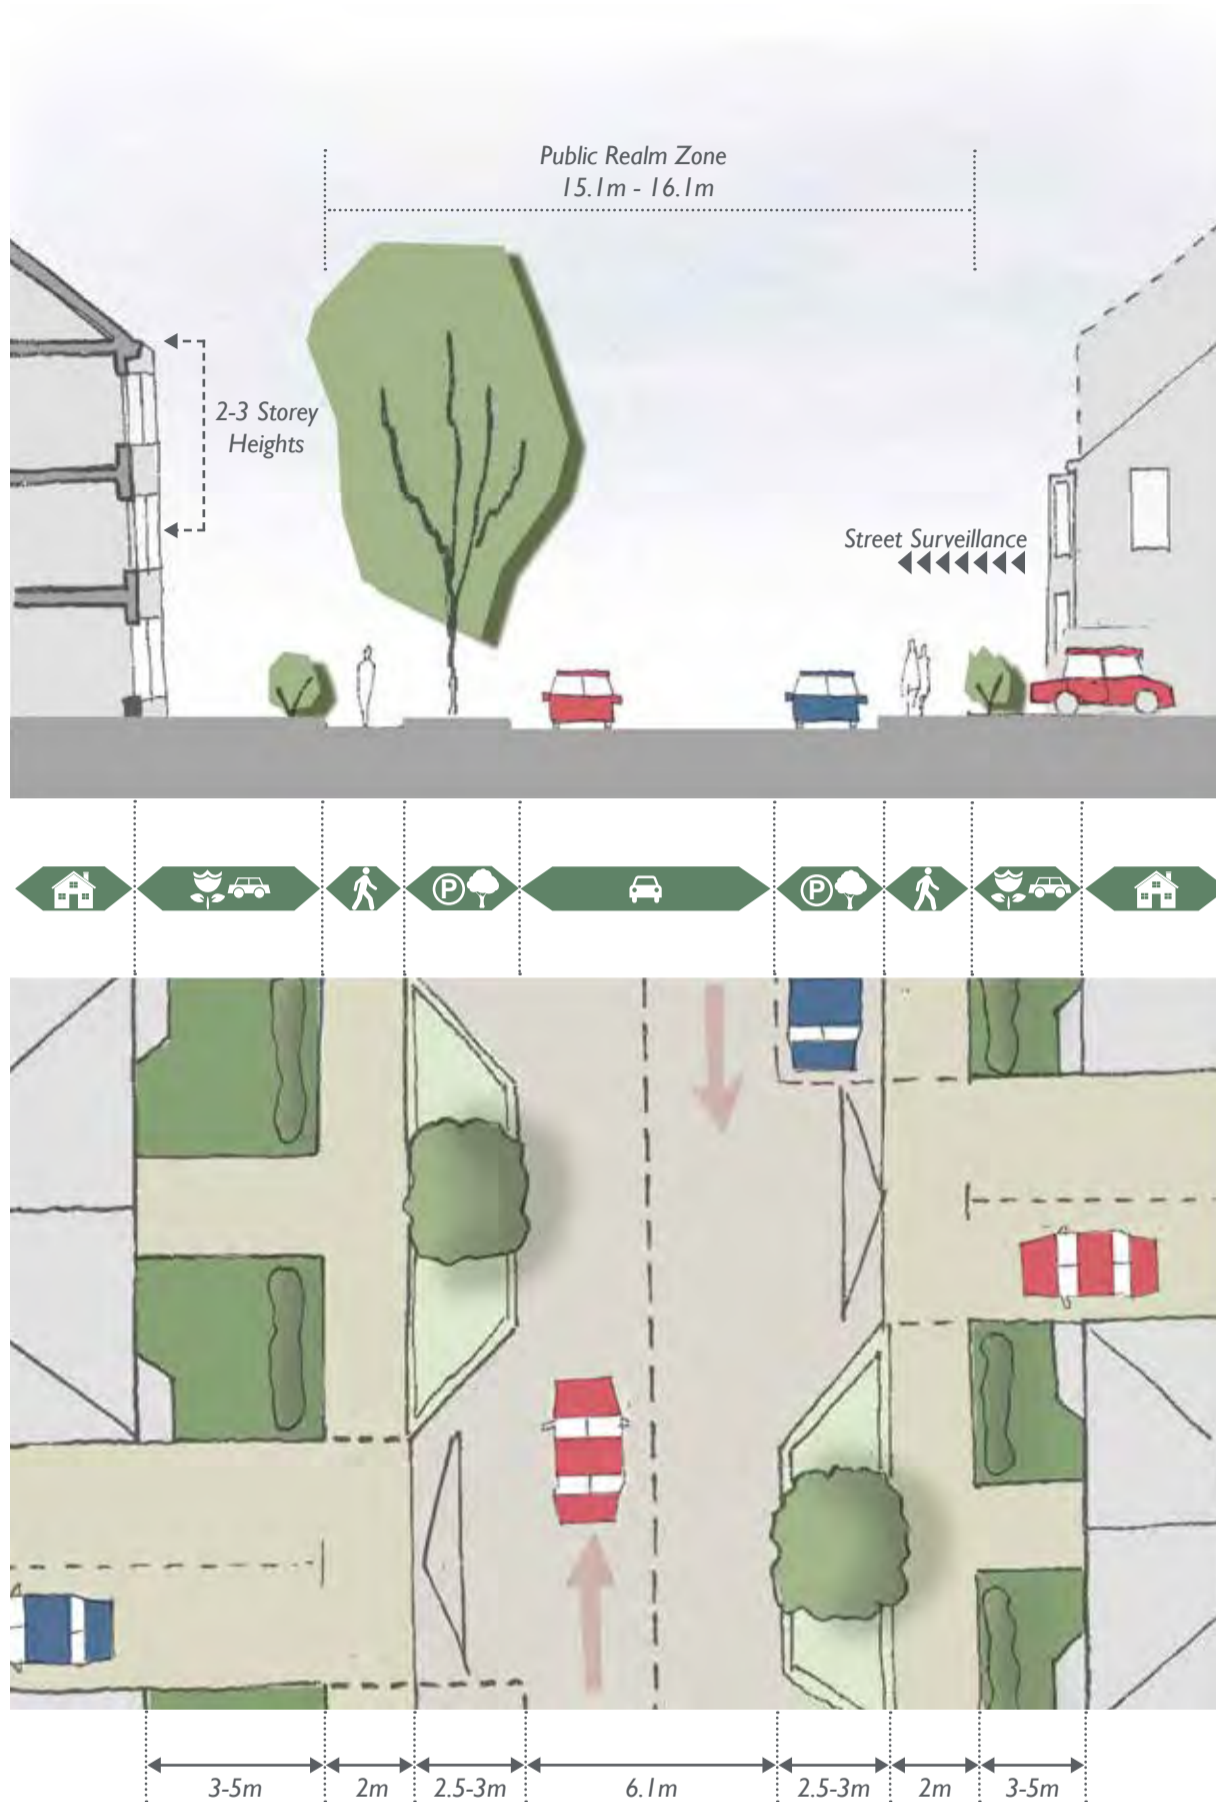 Public Realm Zone
15.1m - 16.1m
2-3 Storey
Heights
Street Surveillance
P
P
3-5m
2m
2.5-3m
6.1m
2.5-3m
2m
3-5m